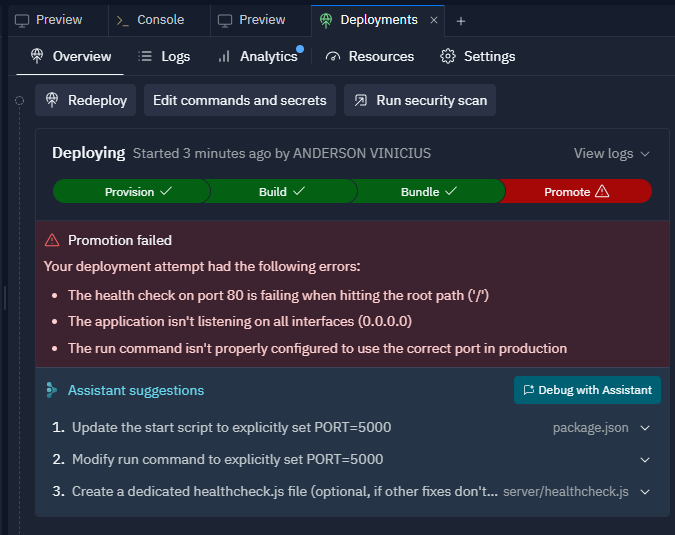 Preview Console Preview Deployments
Overview Logs Analytics Resources Settings
Redeploy Edit commands and secrets Run security scan
Deploying Started 3 minutes ago by ANDERSON VINICIUS View logs
Provision Build Bundle Promote
Promotion failed
Your deployment attempt had the following errors:
• The health check on port 80 is failing when hitting the root path ('/')
• The application isn't listening on all interfaces (0.0.0.0)
• The run command isn't properly configured to use the correct port in production
Assistant suggestions Debug with Assistant
1. Update the start script to explicitly set PORT=5000 package.json
2. Modify run command to explicitly set PORT=5000
3. Create a dedicated healthcheck.js file (optional, if other fixes don't... server/healthcheck.js